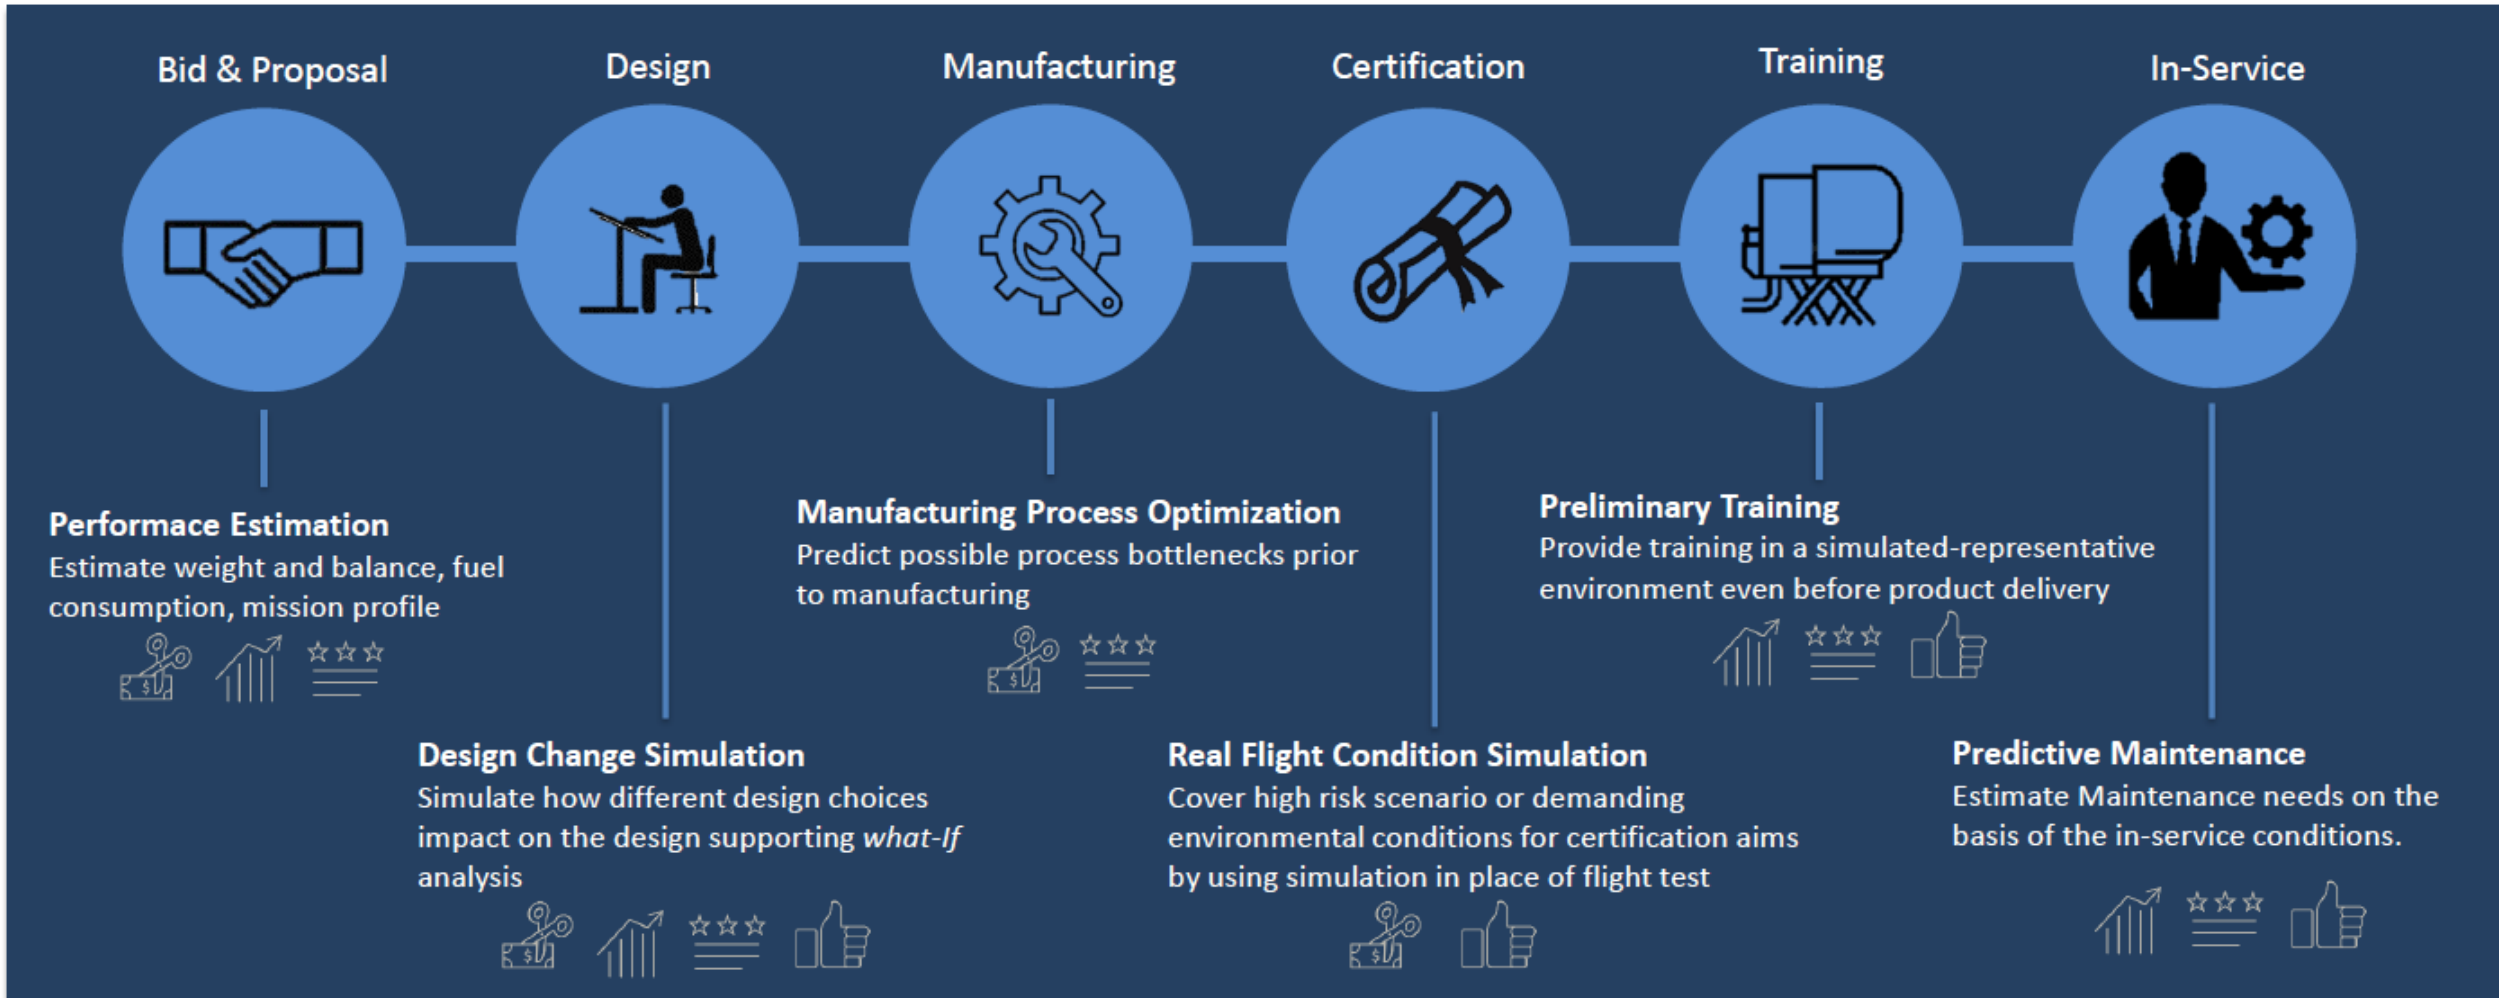 Bid & Proposal
Design
Manufacturing
Certification
Training
In-Service
Performace Estimation
Estimate weight and balance, fuel
consumption, mission profile
$
Design Change Simulation
Simulate how different design choices
impact on the design supporting what-If
analysis
$
Manufacturing Process Optimization
Predict possible process bottlenecks prior
to manufacturing
$
Real Flight Condition Simulation
Cover high risk scenario or demanding
environmental conditions for certification aims
by using simulation in place of flight test
$
Preliminary Training
Provide training in a simulated-representative
environment even before product delivery
Predictive Maintenance
Estimate Maintenance needs on the
basis of the in-service conditions.